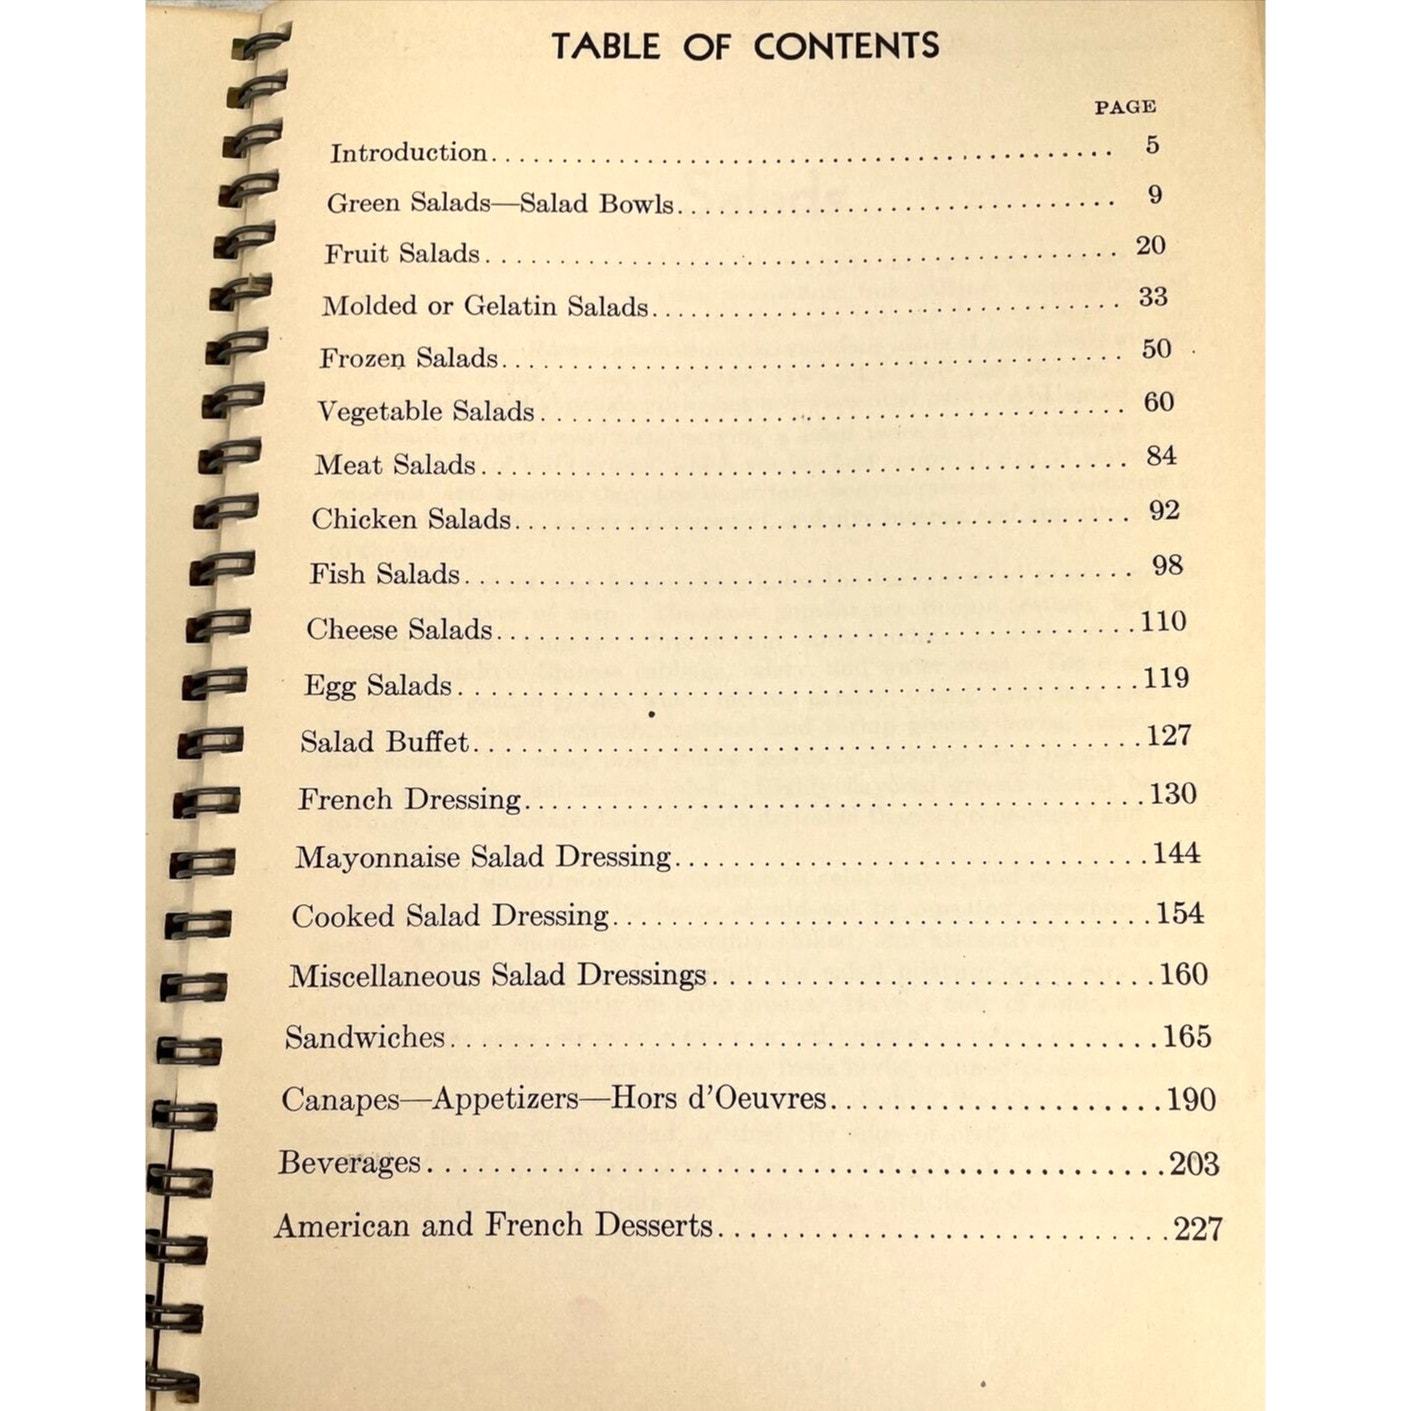 TABLE OF CONTENTS
PAGE
Introduction............................................. 5
Green Salads—Salad Bowls................................ 9
Fruit Salads............................................. 20
Molded or Gelatin Salads................................. 33
Frozen Salads............................................ 50
Vegetable Salads......................................... 60
Meat Salads.............................................. 84
Chicken Salads........................................... 92
Fish Salads.............................................. 98
Cheese Salads............................................110
Egg Salads...............................................119
Salad Buffet.............................................127
French Dressing..........................................130
Mayonnaise Salad Dressing................................144
Cooked Salad Dressing....................................154
Miscellaneous Salad Dressings............................160
Sandwiches...............................................165
Canapes—Appetizers—Hors d'Oeuvres........................190
Beverages................................................203
American and French Desserts.............................227